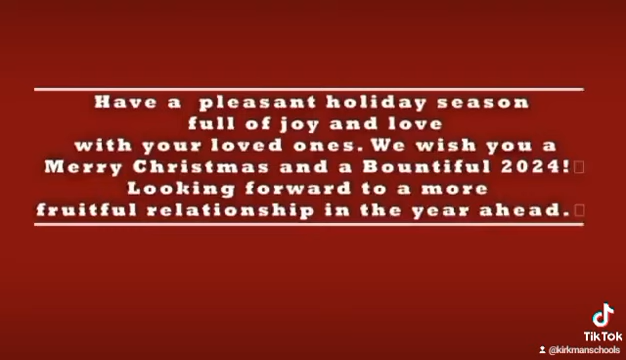 Have a pleasant holiday season
full of joy and love
with your loved ones. We wish you a
Merry Christmas and a Bountiful 2024!
Looking forward to a more
fruitful relationship in the year ahead.
TikTok
@kirkmanschools